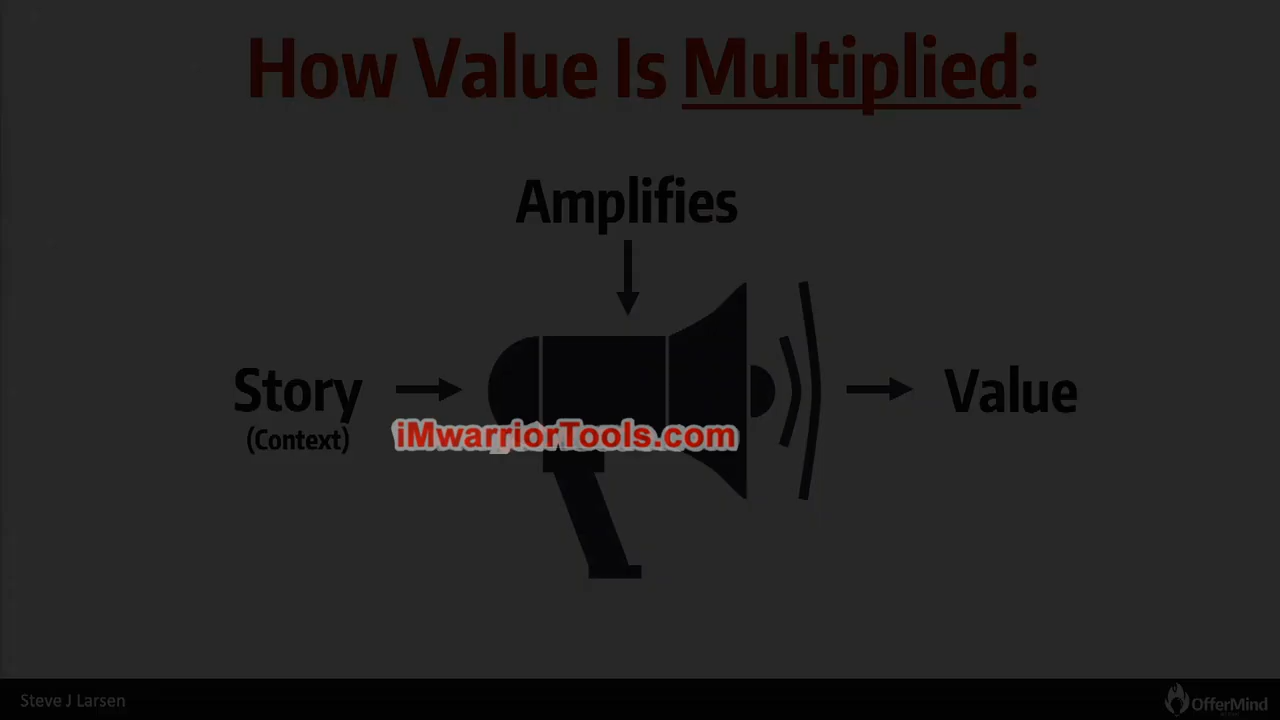 How Value Is Multiplied:
Amplifies
Story
(Context)
Value
iMwarriorTools.com
Steve J Larsen
OfferMind